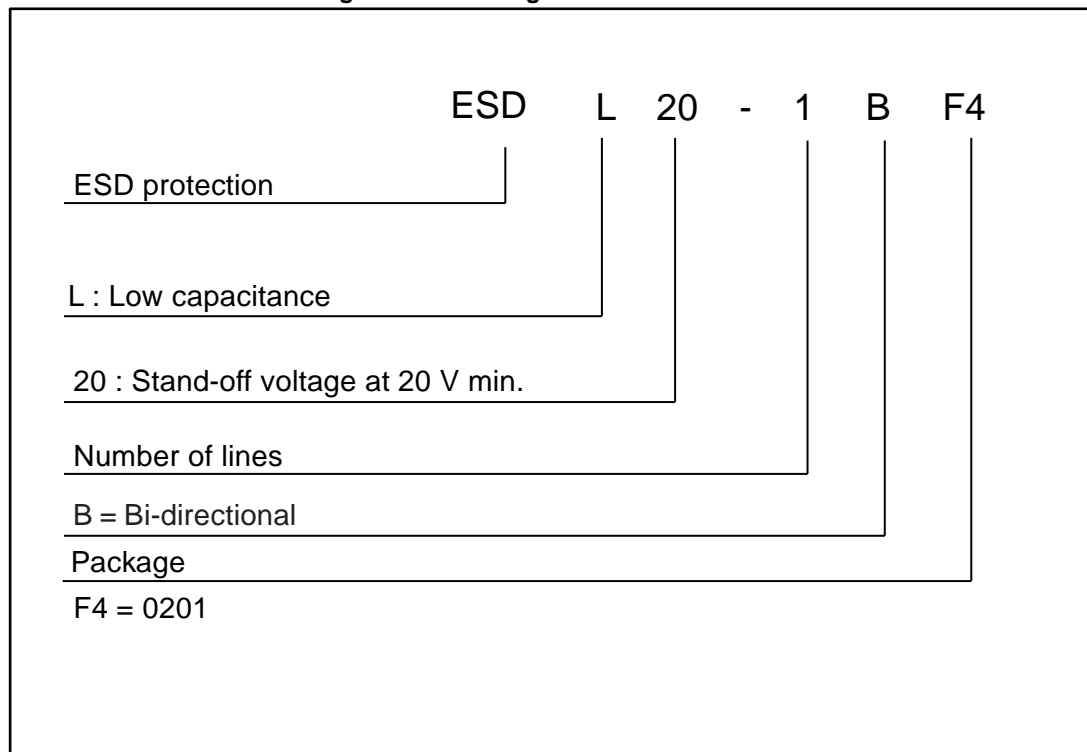 ESD L 20 - 1 B F4
ESD protection
L : Low capacitance
20 : Stand-off voltage at 20 V min.
Number of lines
B = Bi-directional
Package
F4 = 0201